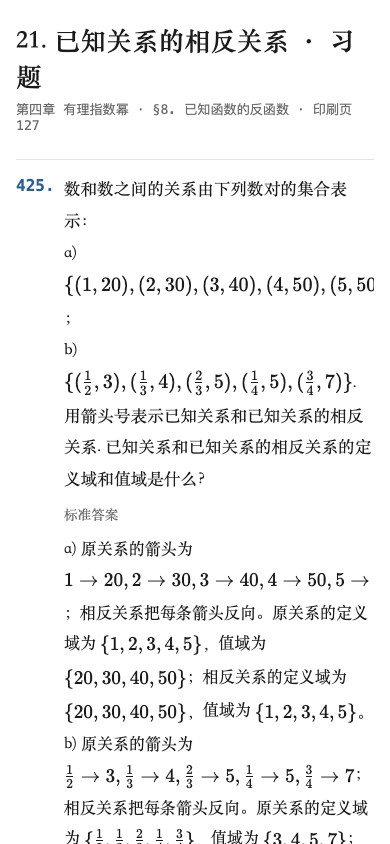 21. 已知关系的相反关系 · 习
题
第四章 有理指数幂 · §8. 已知函数的反函数 · 印刷页
127
425. 数和数之间的关系由下列数对的集合表
示：
a)
{(1, 20), (2, 30), (3, 40), (4, 50), (5, 50
;
b)
{(1/2, 3), (1/3, 4), (2/3, 5), (1/4, 5), (3/4, 7)}.
用箭头号表示已知关系和已知关系的相反
关系. 已知关系和已知关系的相反关系的定
义域和值域是什么?
标准答案
a) 原关系的箭头为
1 → 20, 2 → 30, 3 → 40, 4 → 50, 5 →
；相反关系把每条箭头反向。原关系的定义
域为 {1, 2, 3, 4, 5}，值域为
{20, 30, 40, 50}；相反关系的定义域为
{20, 30, 40, 50}，值域为 {1, 2, 3, 4, 5}。
b) 原关系的箭头为
1/2 → 3, 1/3 → 4, 2/3 → 5, 1/4 → 5, 3/4 → 7；
相反关系把每条箭头反向。原关系的定义域
为 {1/2, 1/3, 2/3, 1/4, 3/4}，值域为 {3, 4, 5, 7}；